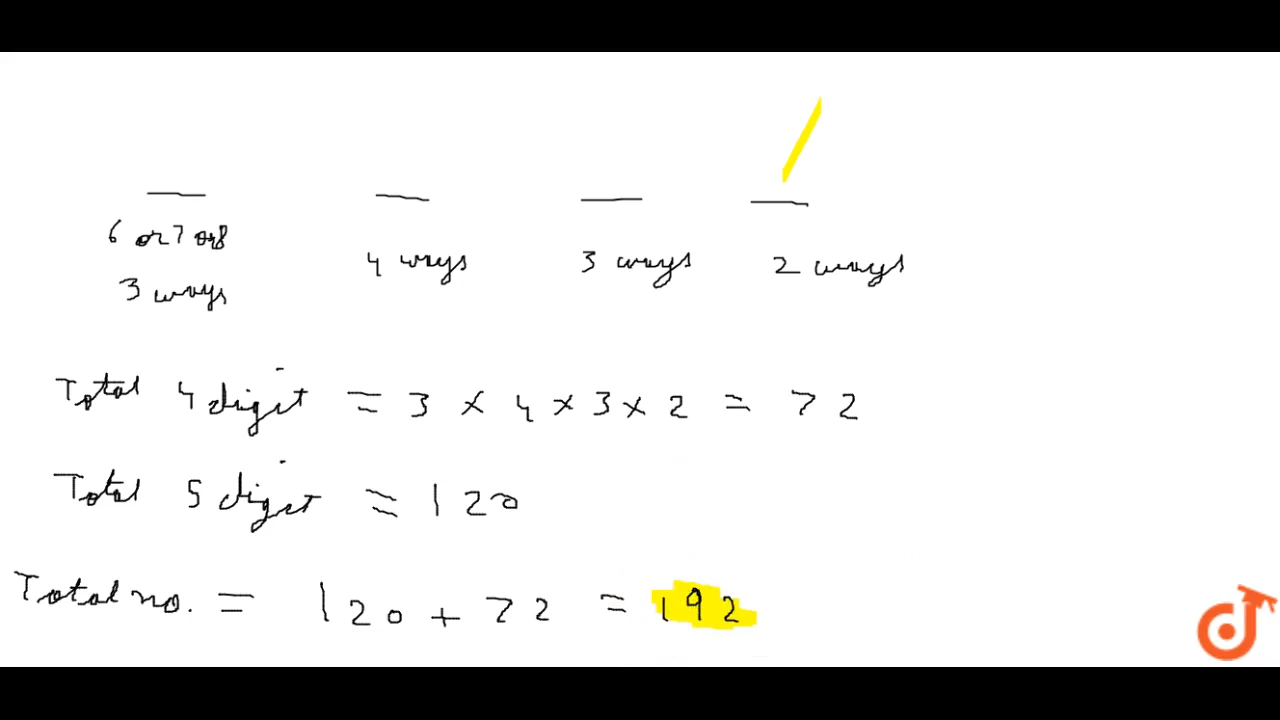 6 or 7 or 8
3 ways
4 ways
3 ways
2 ways
Total 4 digit = 3 × 4 × 3 × 2 = 72
Total 5 digit = 120
Total no. = 120 + 72 = 192